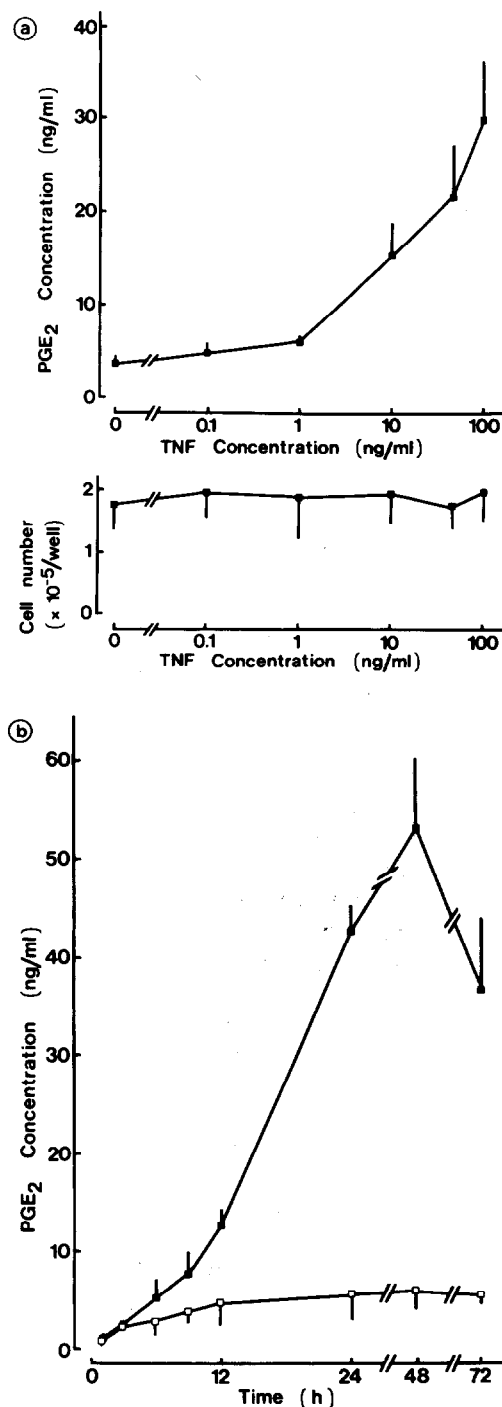 a
40
30
20
10
0
PGE2 Concentration (ng/ml)
0 0.1 1 10 100
TNF Concentration (ng/ml)
2
1
0
Cell number
(× 10-5/well)
0 0.1 1 10 100
TNF Concentration (ng/ml)
b
60
50
40
30
20
10
0
PGE2 Concentration (ng/ml)
0 12 24 48 72
Time (h)